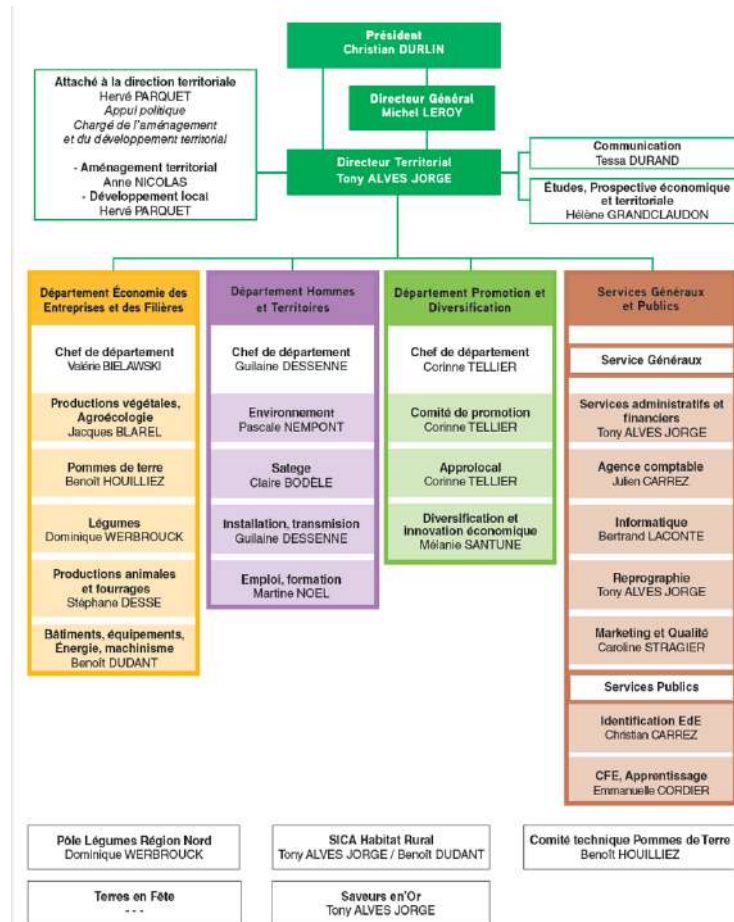 Président
Christian DURLIN
Directeur Général
Michel LEROY
Directeur Territorial
Tony ALVES JORGE
Attaché à la direction territoriale
Hervé PARQUET
Appui politique
Chargé de l'aménagement
et du développement territorial
- Aménagement territorial
Anne NICOLAS
- Développement local
Hervé PARQUET
Communication
Tessa DURAND
Études, Prospective économique
et territoriale
Hélène GRANDCLAUDON
Département Économie des
Entreprises et des Filières
Chef de département
Valérie BIELAWSKI
Productions végétales,
Agroécologie
Jacques BLAREL
Pommes de terre
Benoît HOUILLIEZ
Légumes
Dominique WERBROUCK
Productions animales
et fourrages
Stéphane DESSE
Bâtiments, équipements,
Énergie, machinisme
Benoît DUDANT
Département Hommes
et Territoires
Chef de département
Guilaine DESSENNE
Environnement
Pascale NEMPONT
Satege
Claire BODÈLE
Installation, transmision
Guilaine DESSENNE
Emploi, formation
Martine NOEL
Département Promotion et
Diversification
Chef de département
Corinne TELLIER
Comité de promotion
Corinne TELLIER
Approlocal
Corinne TELLIER
Diversification et
innovation économique
Mélanie SANTUNE
Services Généraux
et Publics
Service Généraux
Services administratifs et
financiers
Tony ALVES JORGE
Agence comptable
Julien CARREZ
Informatique
Bertrand LACONTE
Reprographie
Tony ALVES JORGE
Marketing et Qualité
Caroline STRAGIER
Services Publics
Identification EdE
Christian CARREZ
CFE, Apprentissage
Emmanuelle CORDIER
Pôle Légumes Région Nord
Dominique WERBROUCK
SICA Habitat Rural
Tony ALVES JORGE / Benoît DUDANT
Comité technique Pommes de Terre
Benoît HOUILLIEZ
Terres en Fête
- - -
Saveurs en'Or
Tony ALVES JORGE